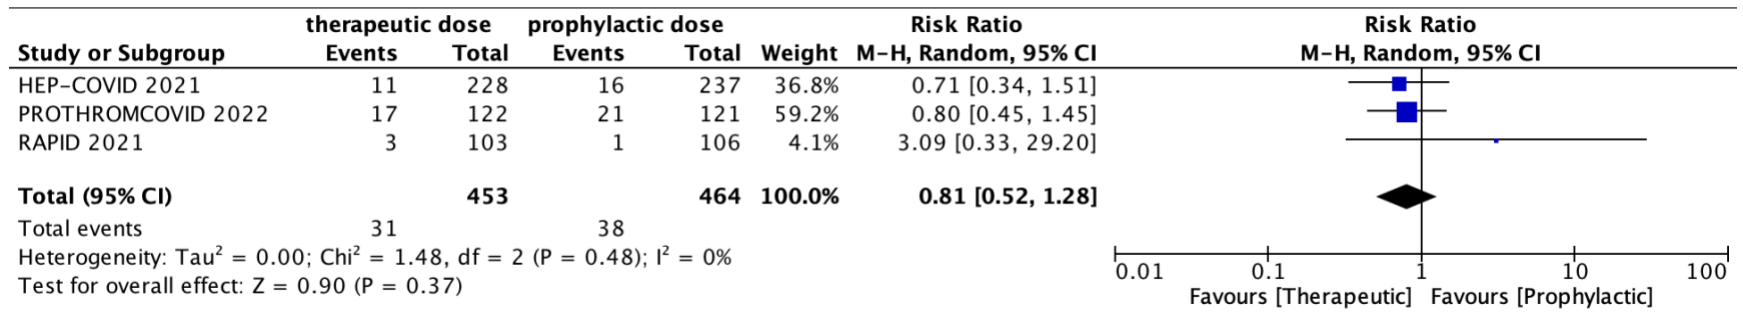 therapeutic dose prophylactic dose Risk Ratio Risk Ratio
Study or Subgroup Events Total Events Total Weight M-H, Random, 95% CI M-H, Random, 95% CI
HEP-COVID 2021 11 228 16 237 36.8% 0.71 [0.34, 1.51]
PROTHROMCOVID 2022 17 122 21 121 59.2% 0.80 [0.45, 1.45]
RAPID 2021 3 103 1 106 4.1% 3.09 [0.33, 29.20]
Total (95% CI) 453 464 100.0% 0.81 [0.52, 1.28]
Total events 31 38
Heterogeneity: Tau² = 0.00; Chi² = 1.48, df = 2 (P = 0.48); I² = 0%
Test for overall effect: Z = 0.90 (P = 0.37)
0.01 0.1 1 10 100
Favours [Therapeutic] Favours [Prophylactic]